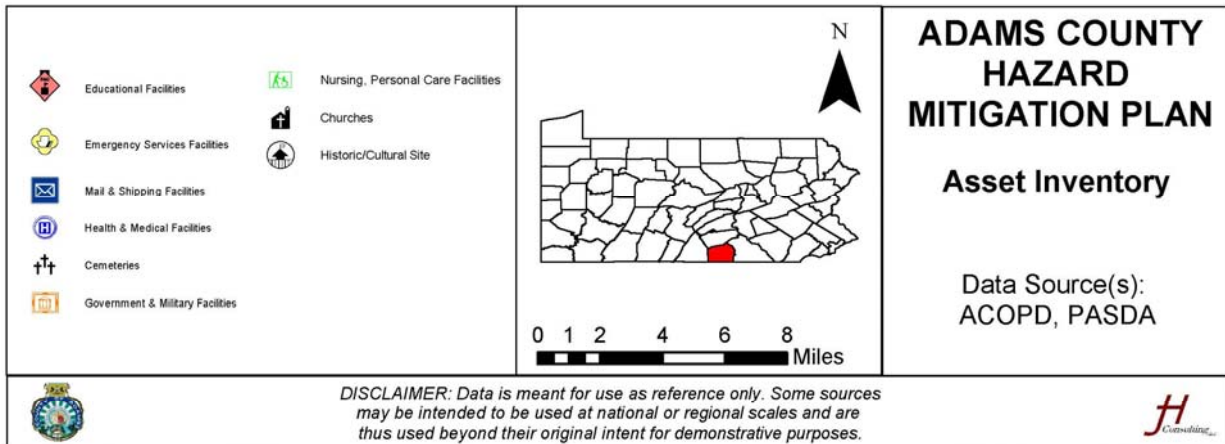 Educational Facilities
Emergency Services Facilities
Mail & Shipping Facilities
Health & Medical Facilities
Cemeteries
Government & Military Facilities
Nursing, Personal Care Facilities
Churches
Historic/Cultural Site
N
0 1 2 4 6 8
Miles
ADAMS COUNTY
HAZARD
MITIGATION PLAN
Asset Inventory
Data Source(s):
ACOPD, PASDA
DISCLAIMER: Data is meant for use as reference only. Some sources
may be intended to be used at national or regional scales and are
thus used beyond their original intent for demonstrative purposes.
JH
Consulting